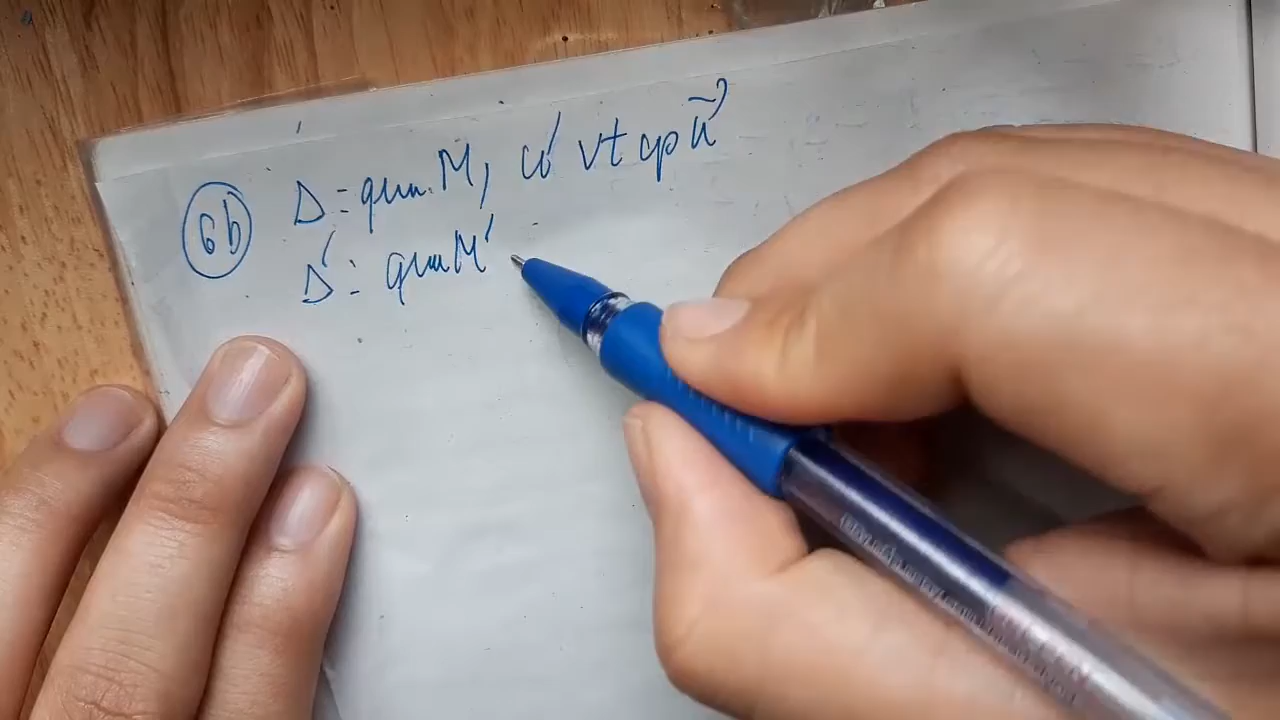 6b Δ: qua M, có vtcp u⃗
Δ': qua M'